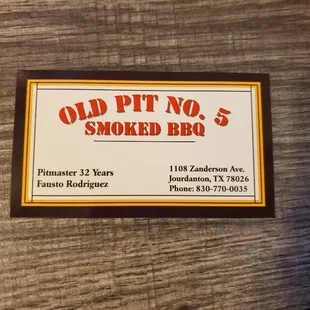 OLD PIT NO. 5
SMOKED BBQ
Pitmaster 32 Years
Fausto Rodriguez
1108 Zanderson Ave.
Jourdanton, TX 78026
Phone: 830-770-0035